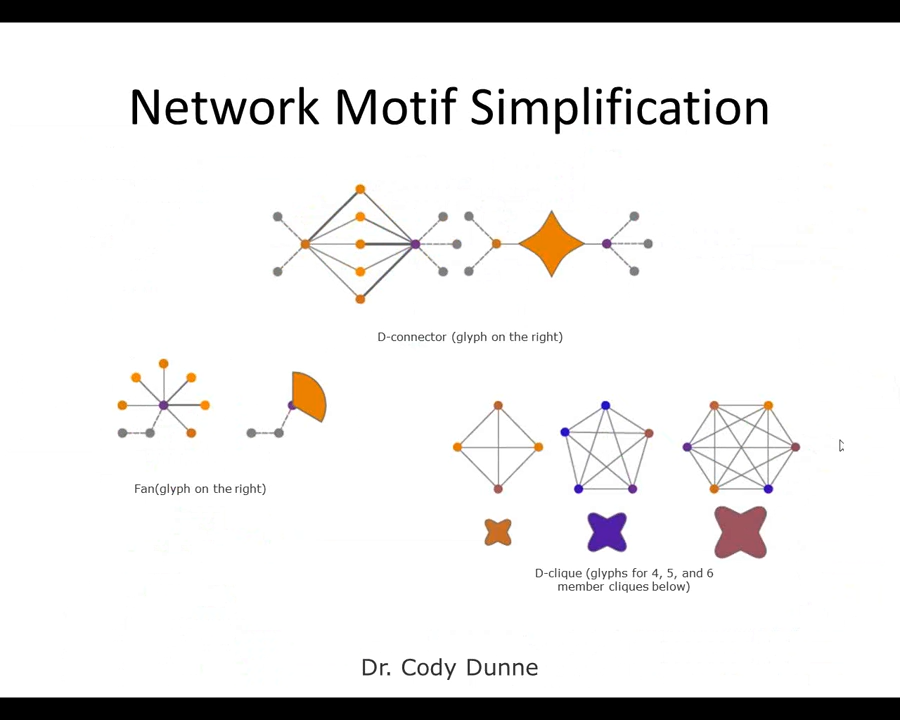 Network Motif Simplification
D-connector (glyph on the right)
Fan(glyph on the right)
D-clique (glyphs for 4, 5, and 6
member cliques below)
Dr. Cody Dunne